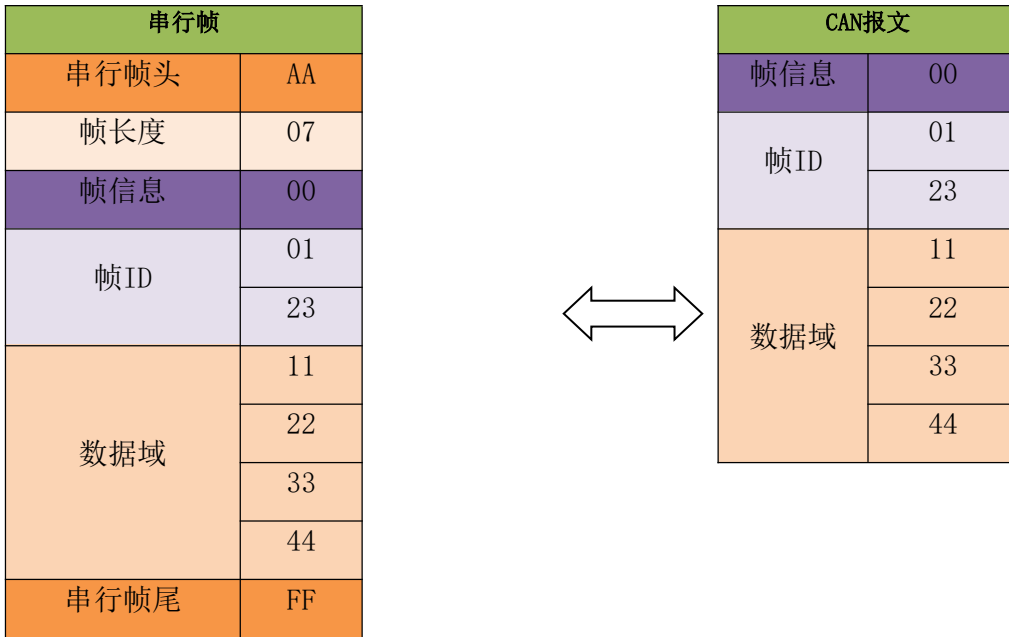 串行帧
串行帧头 AA
帧长度 07
帧信息 00
帧ID 01
23
数据域 11
22
33
44
串行帧尾 FF
CAN报文
帧信息 00
帧ID 01
23
数据域 11
22
33
44